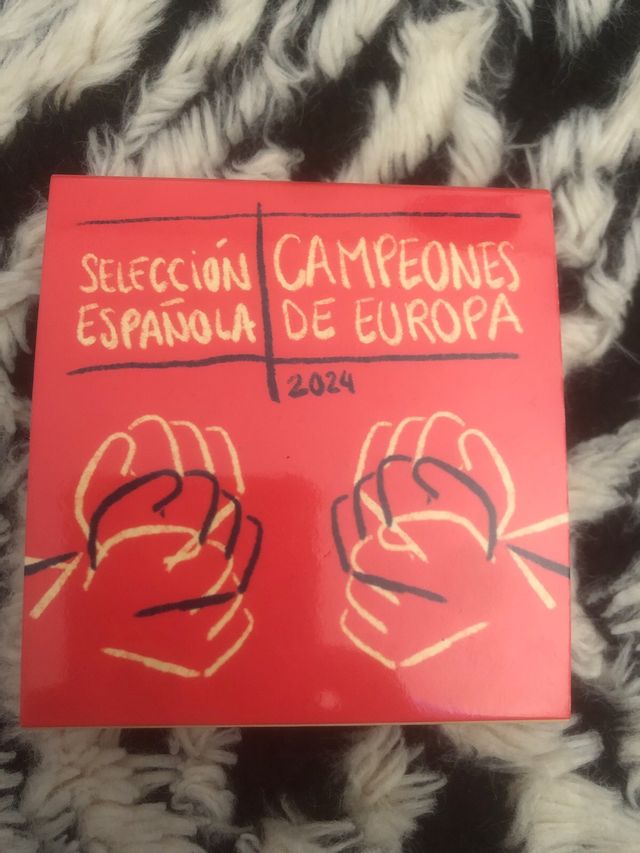 SELECCIÓN
ESPAÑOLA
CAMPEONES
DE EUROPA
2024